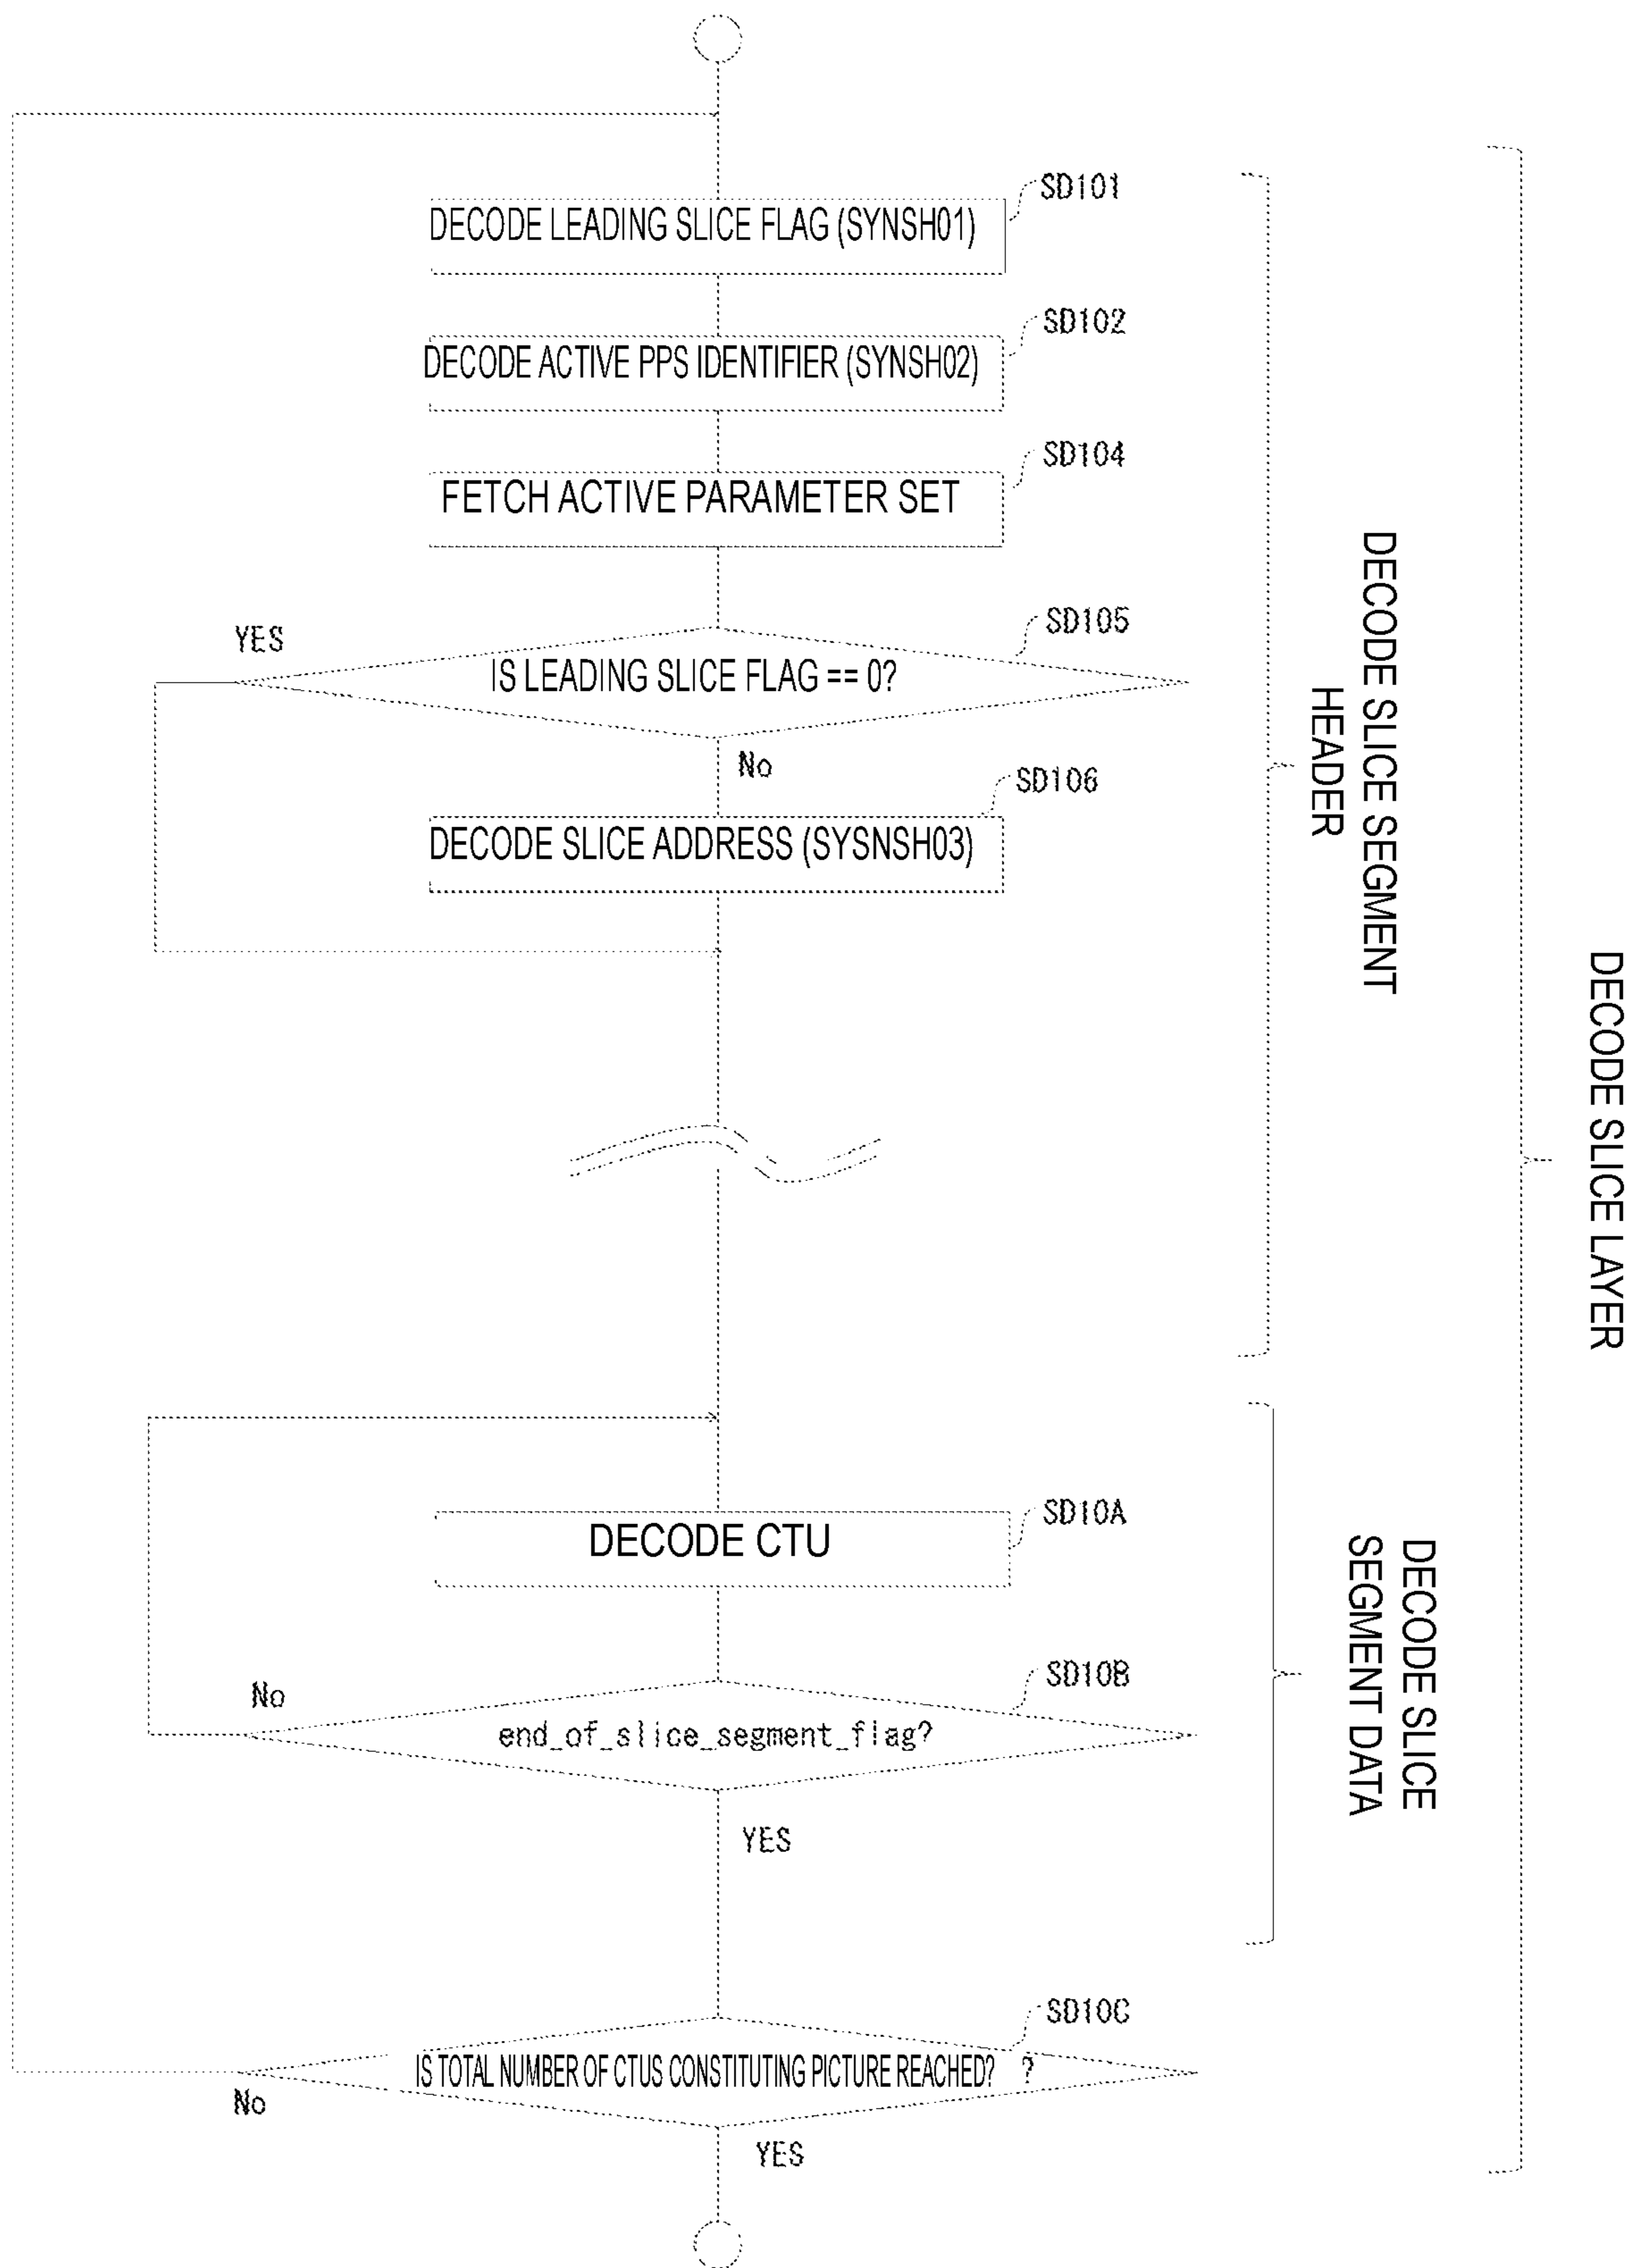 SD101
DECODE LEADING SLICE FLAG (SYNSH01)
SD102
DECODE ACTIVE PPS IDENTIFIER (SYNSH02)
SD104
FETCH ACTIVE PARAMETER SET
SD105
YES
IS LEADING SLICE FLAG == 0?
No
SD106
DECODE SLICE ADDRESS (SYSNSH03)
DECODE SLICE SEGMENT
HEADER
DECODE SLICE LAYER
SD10A
DECODE CTU
SD10B
No
end_of_slice_segment_flag?
YES
DECODE SLICE
SEGMENT DATA
SD10C
IS TOTAL NUMBER OF CTUS CONSTITUTING PICTURE REACHED? ?
No
YES